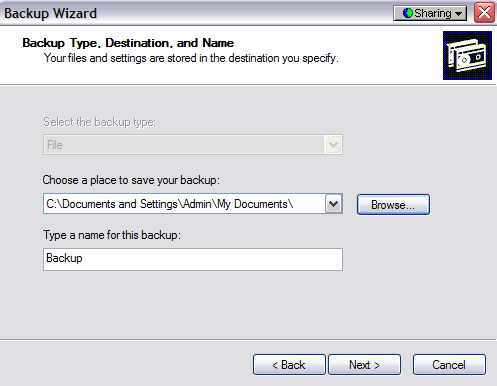 Backup Wizard
Sharing
Backup Type, Destination, and Name
Your files and settings are stored in the destination you specify.
Select the backup type:
File
Choose a place to save your backup:
C:\Documents and Settings\Admin\My Documents\
Browse...
Type a name for this backup:
Backup
< Back
Next >
Cancel